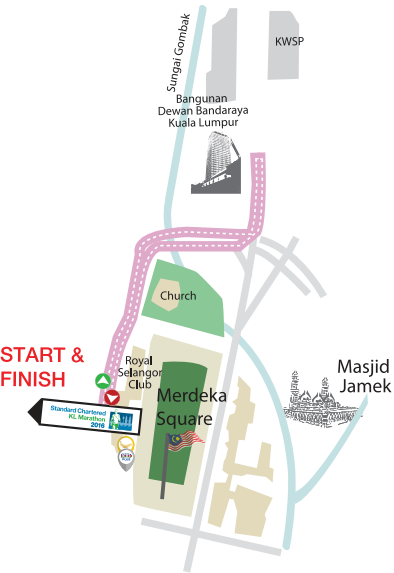 Sungai Gombak
KWSP
Bangunan
Dewan Bandaraya
Kuala Lumpur
Church
START &
FINISH
Royal
Selangor
Club
Masjid
Jamek
Merdeka
Square
Standard Chartered
KL Marathon
2016